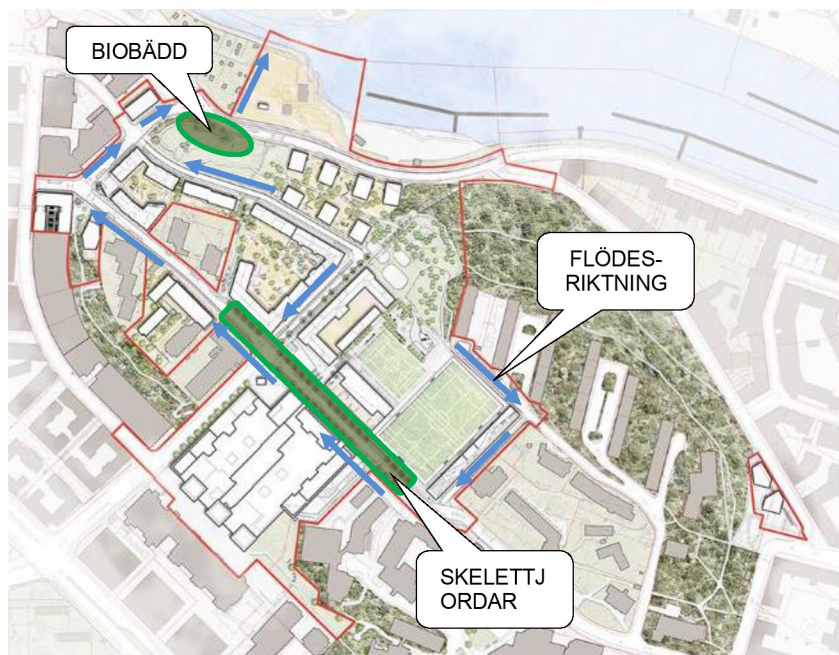 BIOBÄDD
FLÖDES-
RIKTNING
SKELETTJ
ORDAR